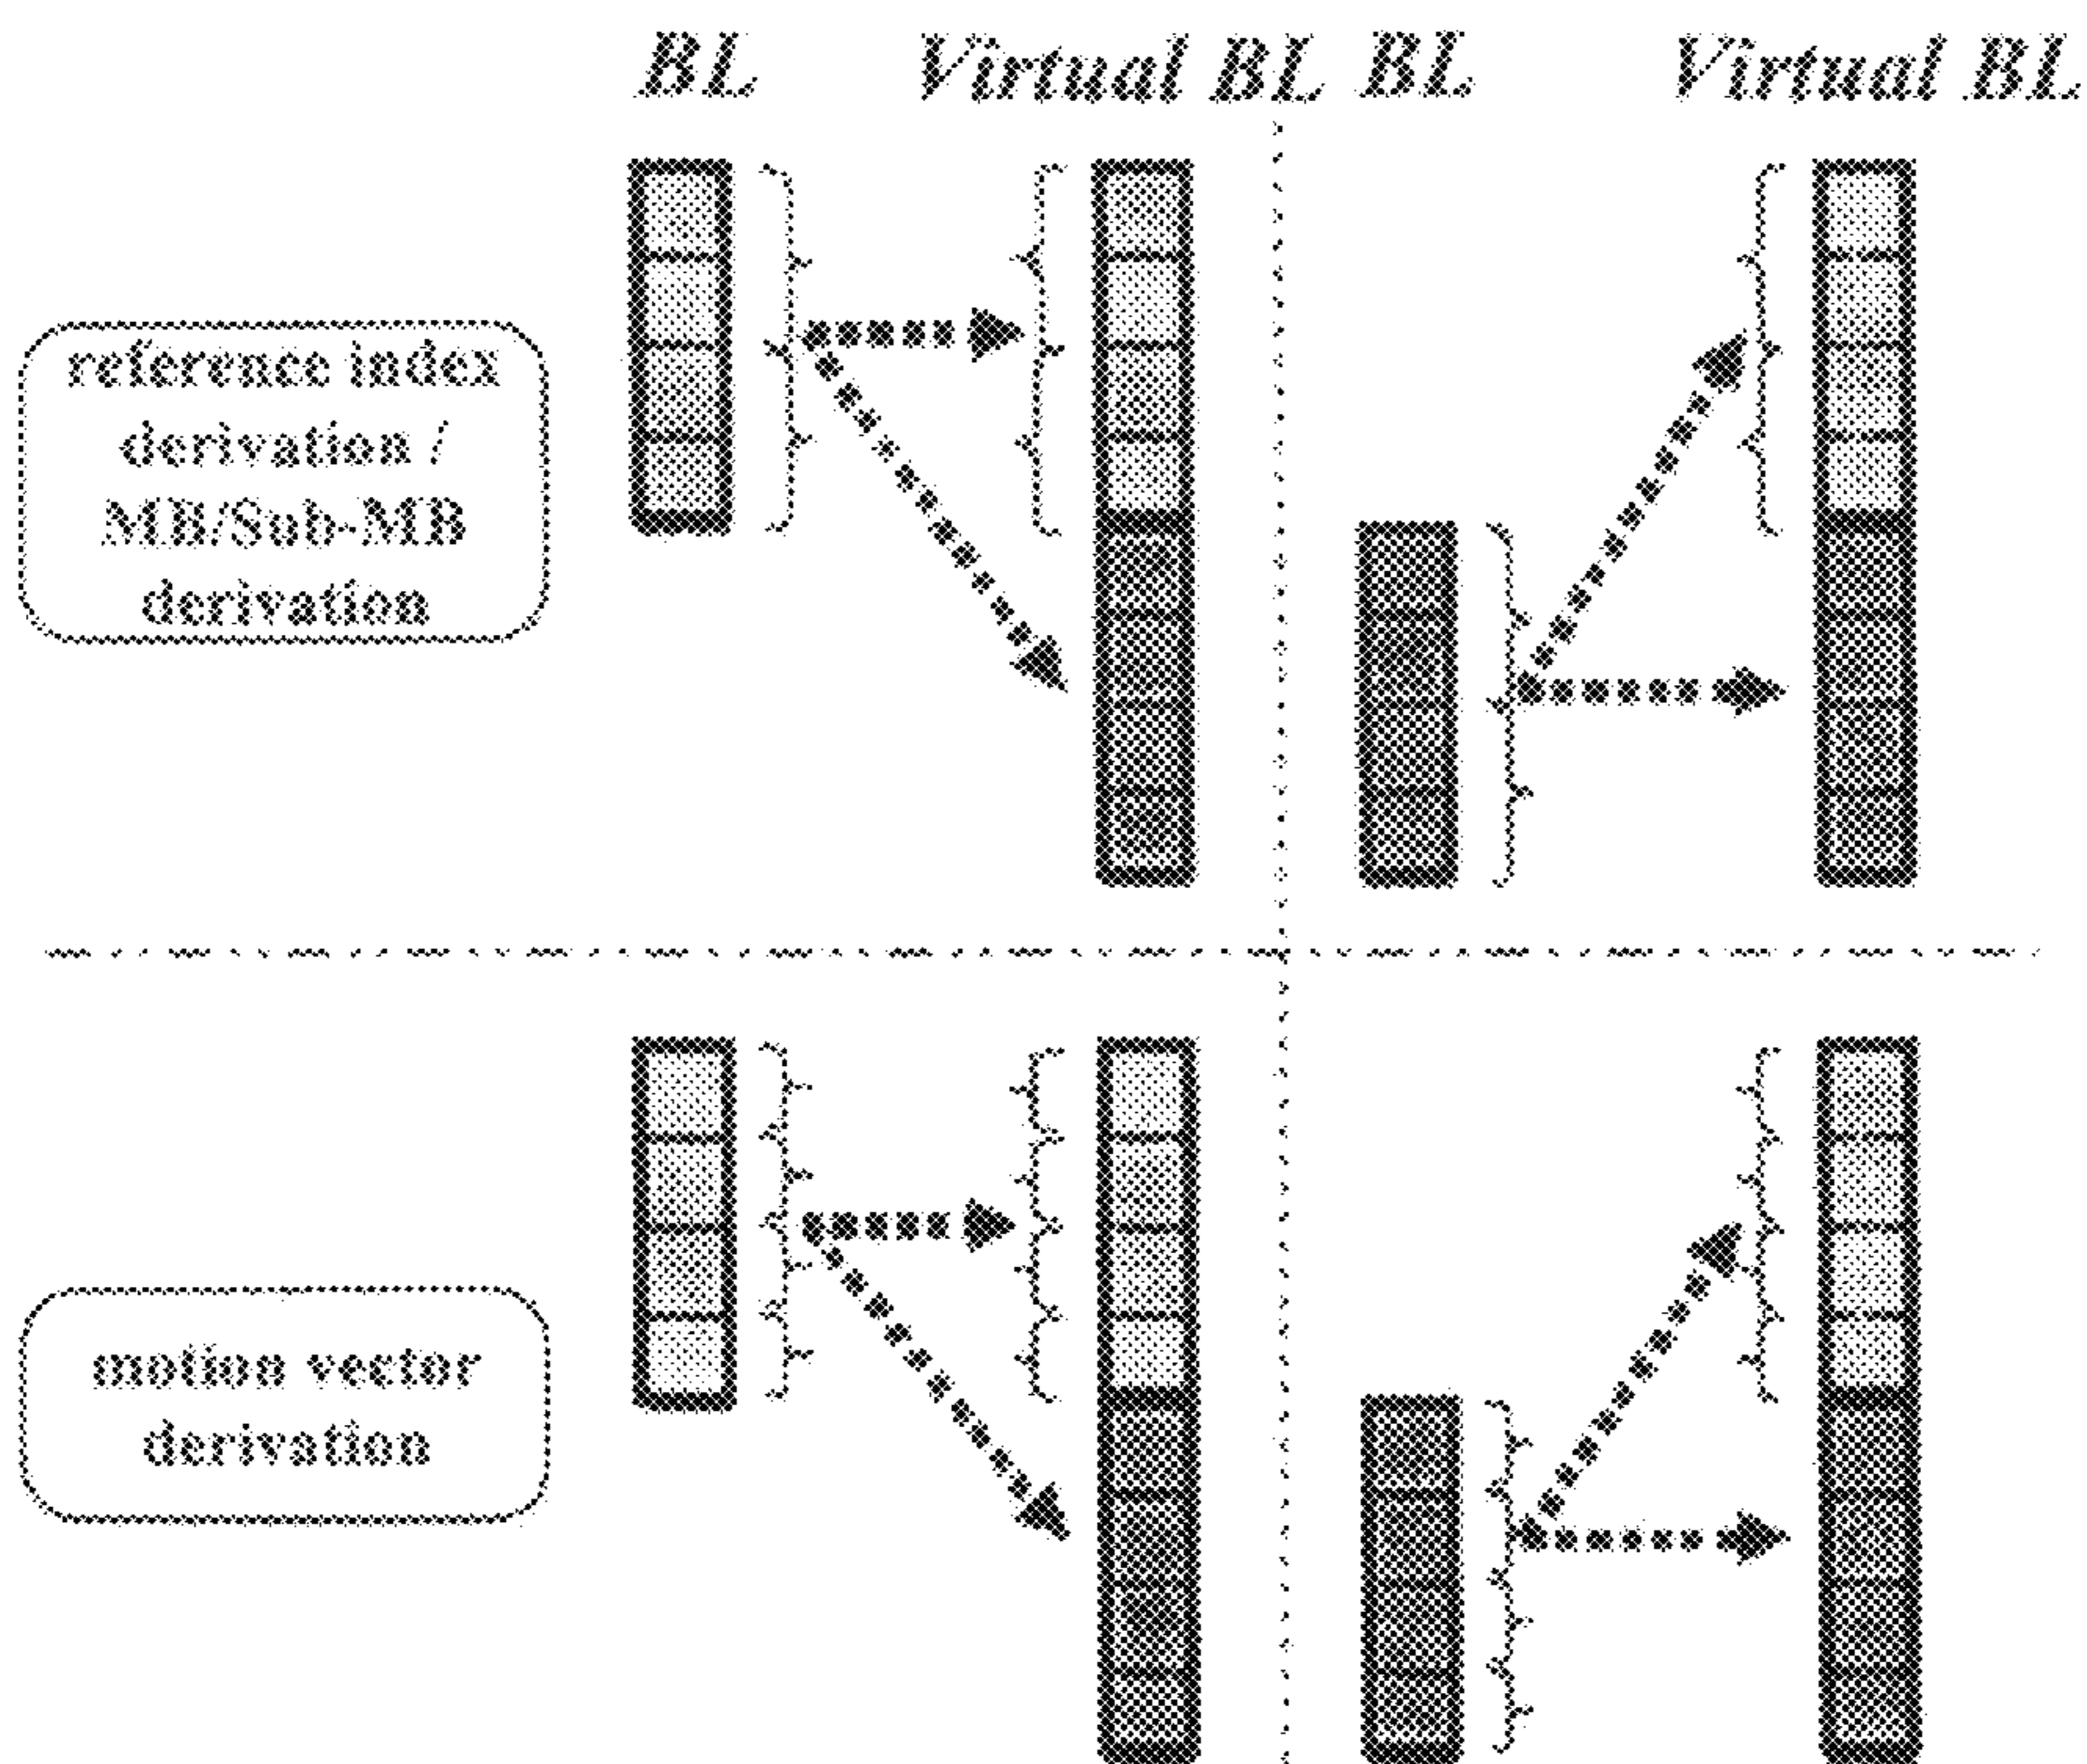 BL Virtual BL BL Virtual BL
reference index
derivation /
MB/Sub-MB
derivation
motion vector
derivation